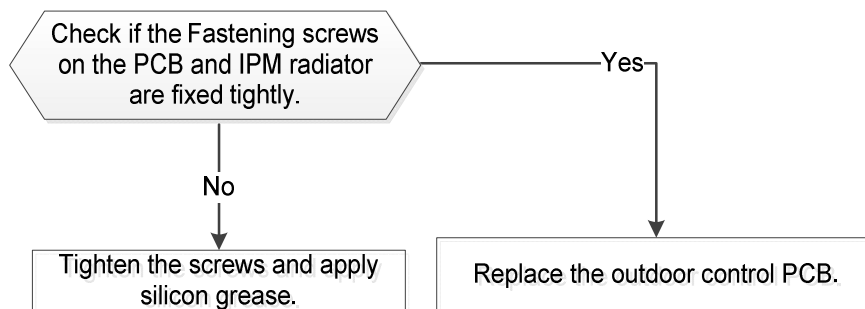 Check if the Fastening screws
on the PCB and IPM radiator
are fixed tightly.
Yes
No
Tighten the screws and apply
silicon grease.
Replace the outdoor control PCB.